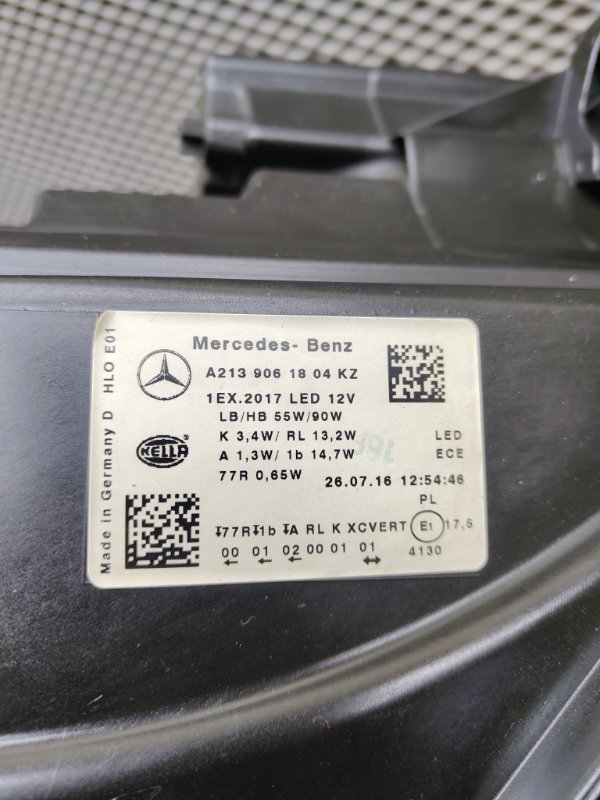 Mercedes- Benz
A213 906 18 04 KZ
1EX.2017 LED 12V
LB/HB 55W/90W
K 3,4W/ RL 13,2W LED
A 1,3W/ 1b 14,7W ECE
77R 0,65W 26.07.16 12:54:46
PL
77R 1b A RL K XCVERT E1 17,5
00 01 02 00 01 01 4130
HELLA
Made in Germany D HLO E01